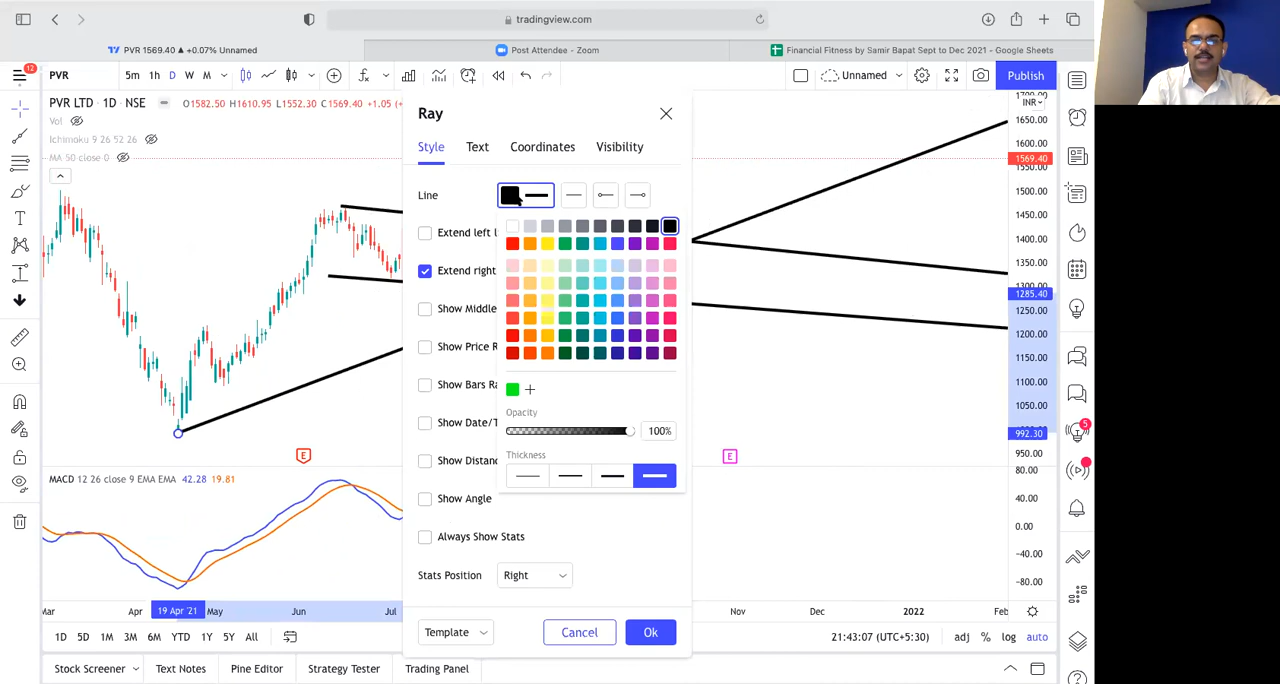 tradingview.com
PVR 1569.40 ▲ +0.07% Unnamed
Post Attendee - Zoom
Financial Fitness by Samir Bapat Sept to Dec 2021 - Google Sheets
12
PVR
5m 1h D W M
Unnamed
Publish
PVR LTD · 1D · NSE
O1582.50 H1610.95 L1552.30 C1569.40 +1.05
Vol
Ichimoku 9 26 52 26
MA 50 close 0
Ray
Style Text Coordinates Visibility
Line
Extend left l
Extend right
Show Middle
Show Price R
Show Bars Ra
Show Date/T
Show Distanc
Show Angle
Always Show Stats
Stats Position
Right
Opacity
100%
Thickness
Template
Cancel
Ok
INR
1650.00
1600.00
1569.40
1500.00
1450.00
1400.00
1350.00
1300.00
1285.40
1250.00
1200.00
1150.00
1100.00
1050.00
992.30
950.00
80.00
40.00
0.00
-40.00
-80.00
E
E
5
MACD 12 26 close 9 EMA EMA 42.28 19.81
Mar Apr 19 Apr '21 May Jun Jul Nov Dec 2022 Feb
1D 5D 1M 3M 6M YTD 1Y 5Y All
21:43:07 (UTC+5:30) adj % log auto
Stock Screener Text Notes Pine Editor Strategy Tester Trading Panel